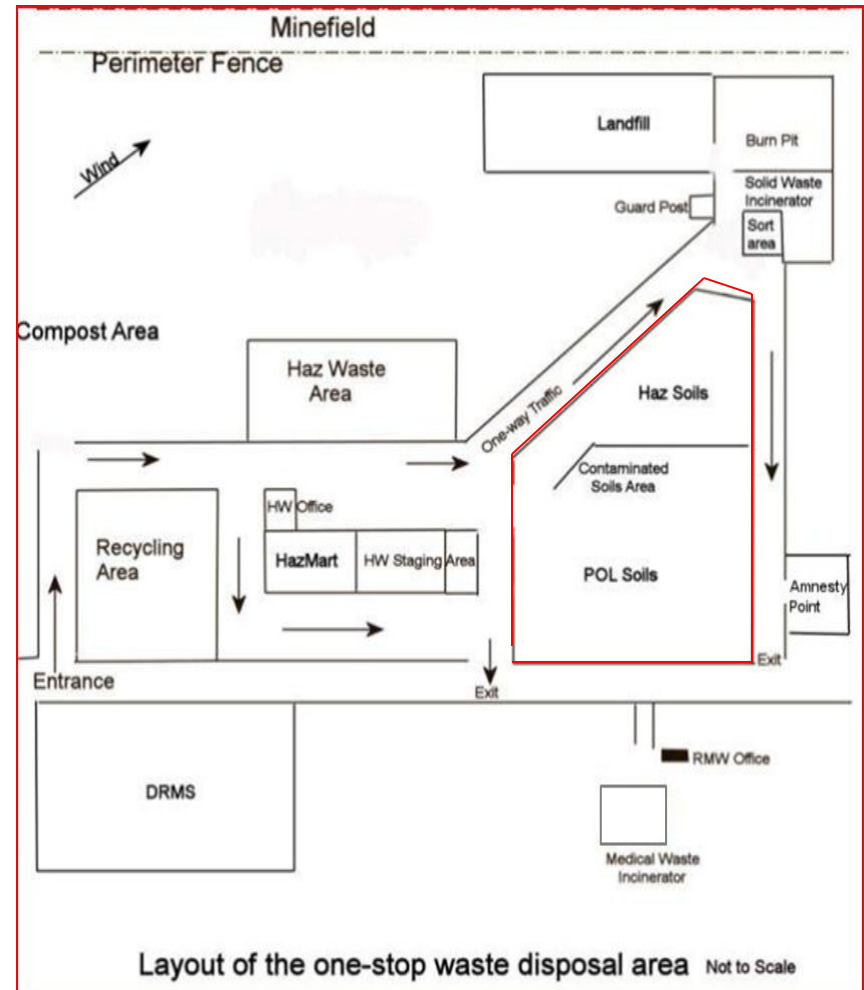 Minefield
Perimeter Fence
Wind
Landfill
Burn Pit
Solid Waste
Incinerator
Guard Post
Sort
area
Compost Area
Haz Waste
Area
One-way Traffic
Haz Soils
Contaminated
Soils Area
HW Office
Recycling
Area
HazMart
HW Staging Area
POL Soils
Amnesty
Point
Entrance
Exit
Exit
RMW Office
DRMS
Medical Waste
Incinerator
Layout of the one-stop waste disposal area Not to Scale